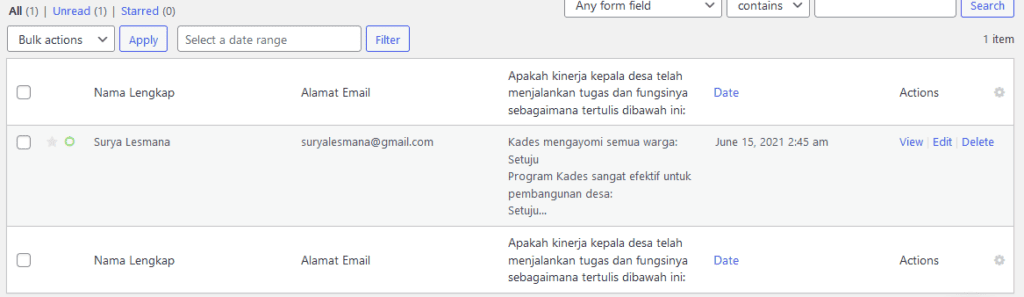 All (1) | Unread (1) | Starred (0)
Any form field
contains
Search
Bulk actions
Apply
Select a date range
Filter
1 item
Nama Lengkap
Alamat Email
Apakah kinerja kepala desa telah
menjalankan tugas dan fungsinya
sebagaimana tertulis dibawah ini:
Date
Actions
Surya Lesmana
suryalesmana@gmail.com
Kades mengayomi semua warga:
Setuju
Program Kades sangat efektif untuk
pembangunan desa:
Setuju...
June 15, 2021 2:45 am
View | Edit | Delete
Nama Lengkap
Alamat Email
Apakah kinerja kepala desa telah
menjalankan tugas dan fungsinya
sebagaimana tertulis dibawah ini:
Date
Actions